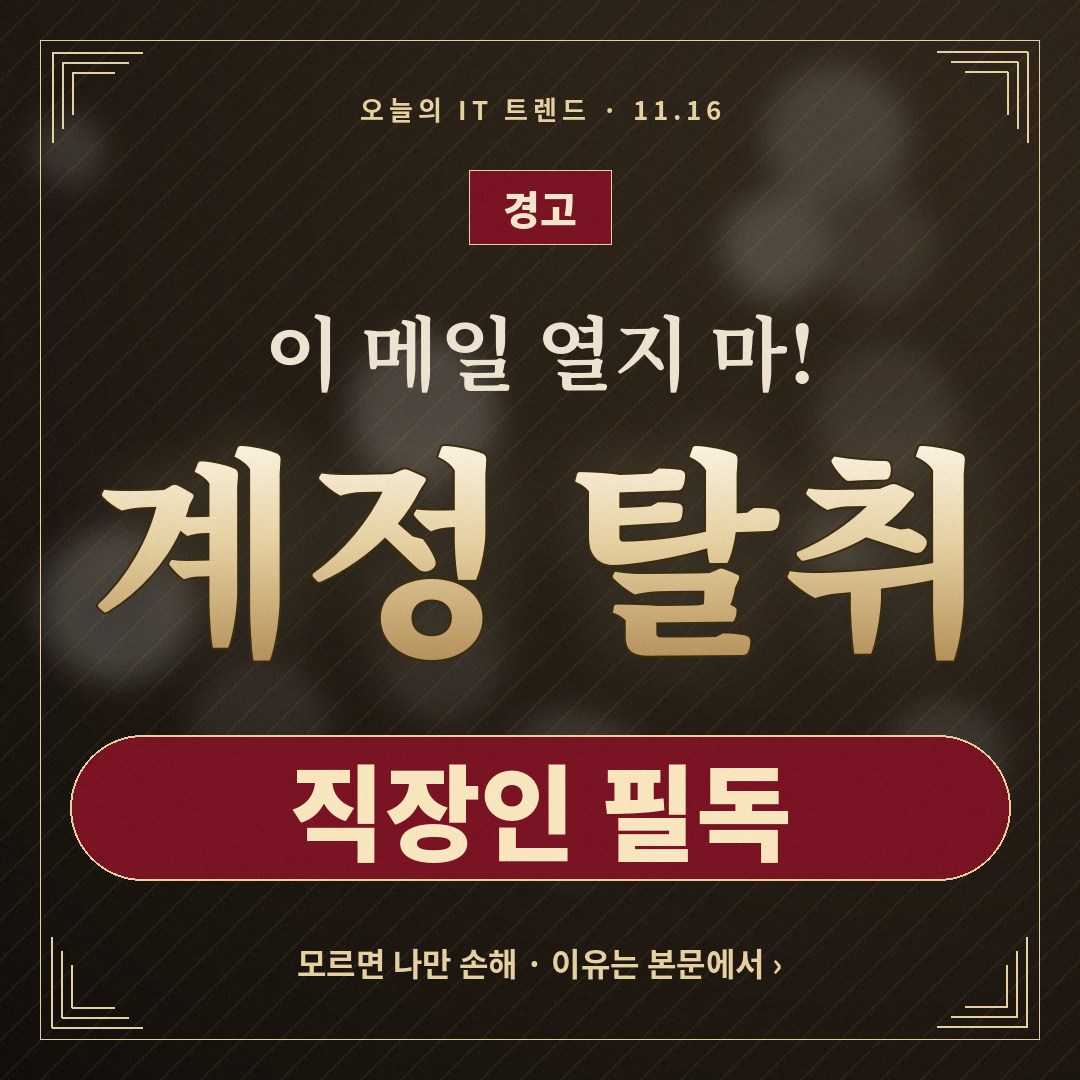 오늘의 IT 트렌드 · 11.16
경고
이 메일 열지 마!
계정 탈취
직장인 필독
모르면 나만 손해 · 이유는 본문에서 ›